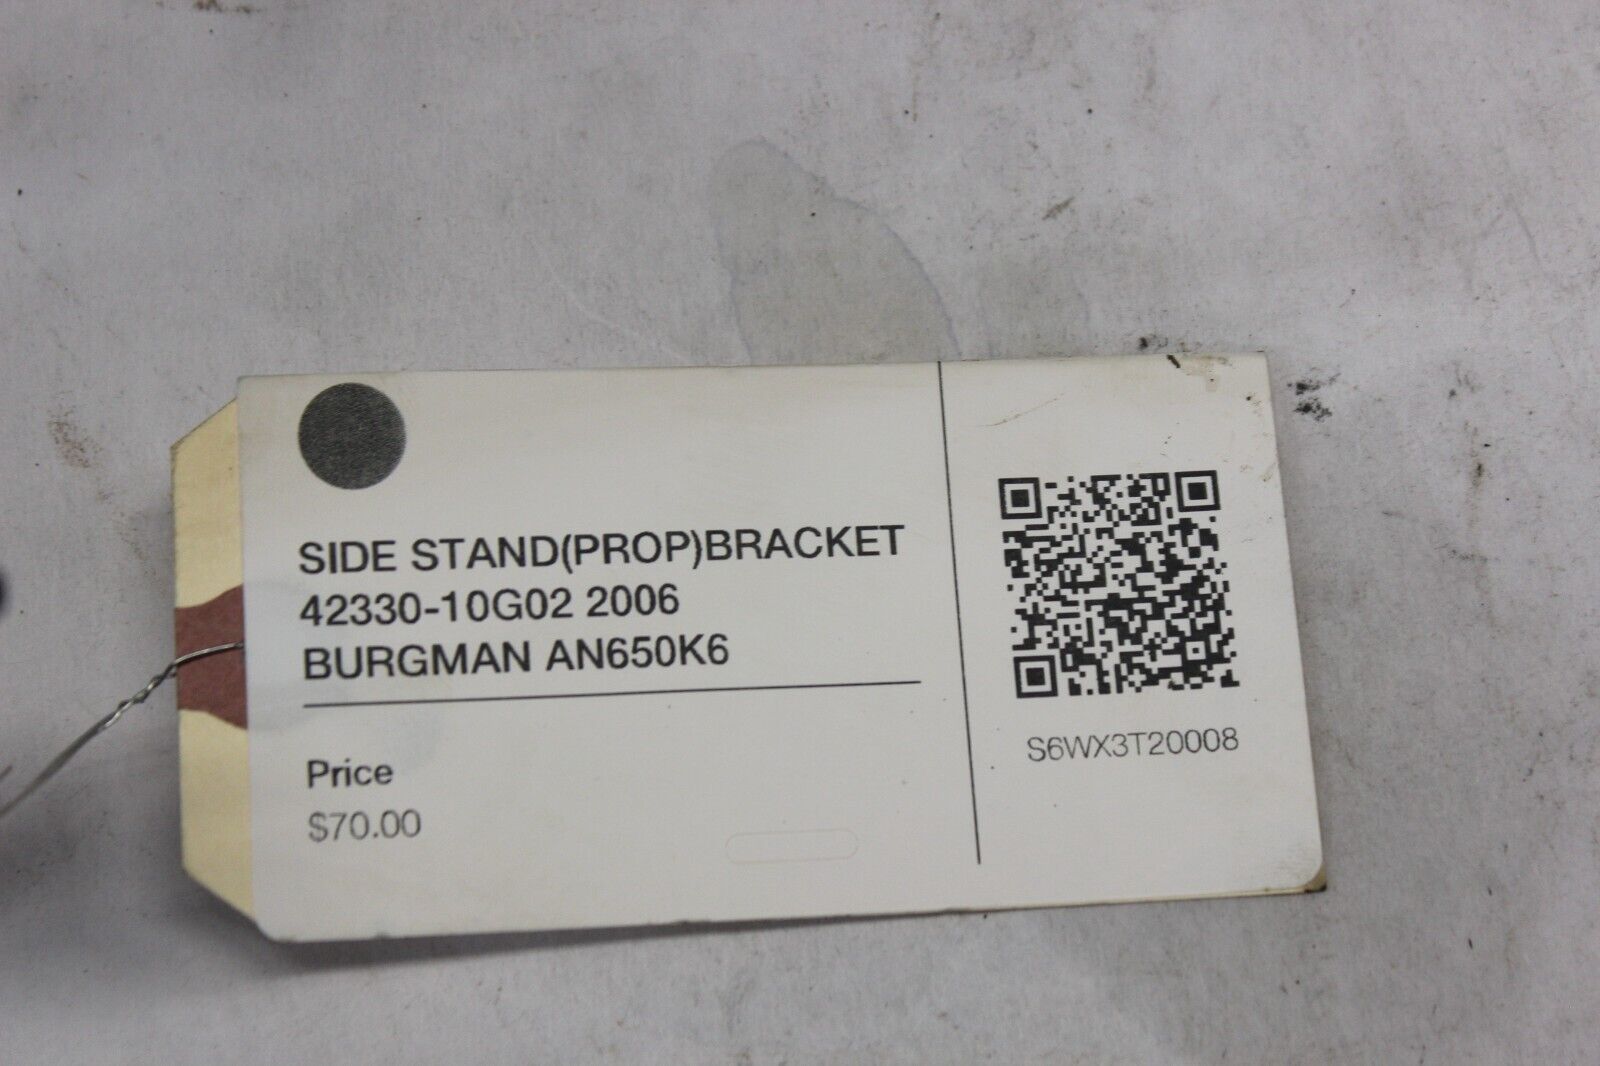 SIDE STAND(PROP)BRACKET
42330-10G02 2006
BURGMAN AN650K6
Price
$70.00
S6WX3T20008